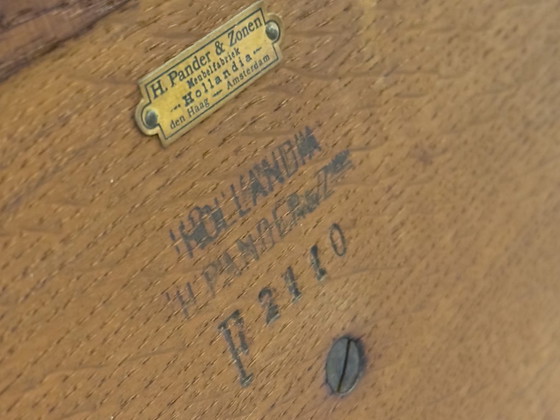 H. Pander & Zonen
Meubelfabriek
— Hollandia —
den Haag — Amsterdam
HOLLANDIA
H PANDER & Z
2110